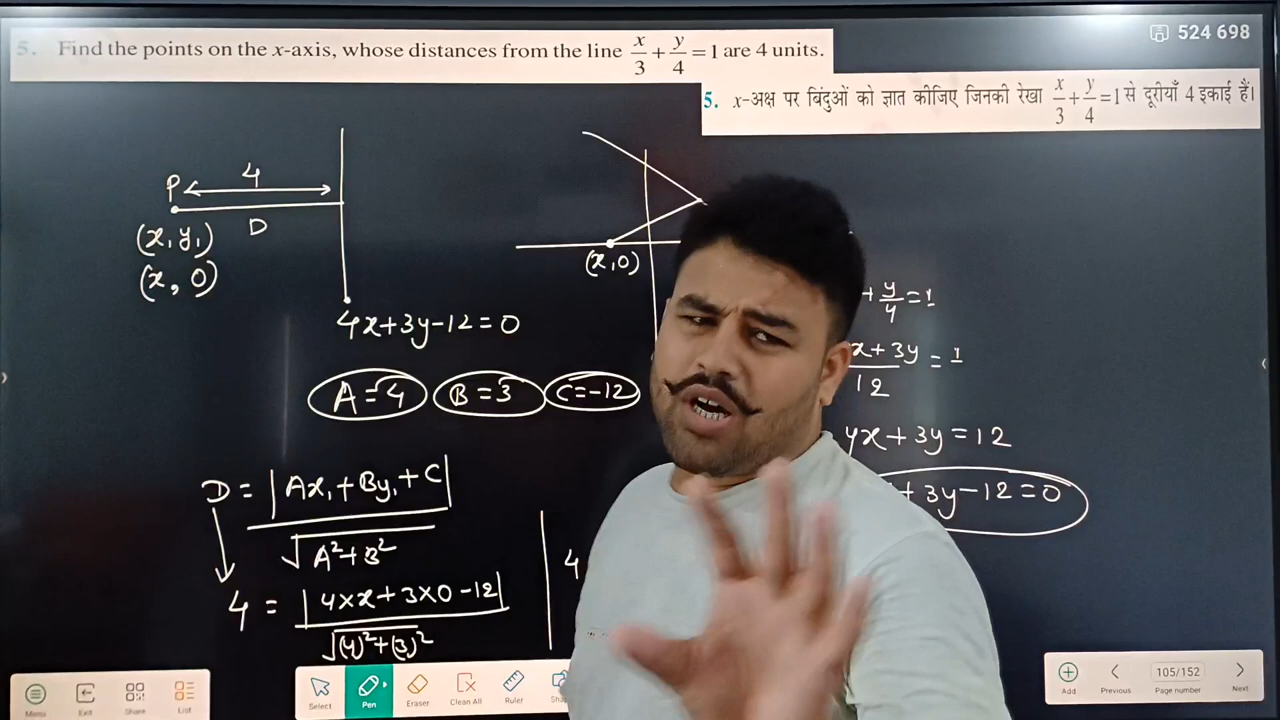 524 698
5. Find the points on the x-axis, whose distances from the line x/3 + y/4 = 1 are 4 units.
5. x-अक्ष पर बिंदुओं को ज्ञात कीजिए जिनकी रेखा x/3 + y/4 = 1 से दूरीयाँ 4 इकाई हैं।
4
P
D
(x₁ y₁)
(x, 0)
4x+3y-12=0
(x,0)
+ y/4 = 1
x+3y/12 = 1
4x+3y=12
+3y-12=0
A=4 B=3 C=-12
D = |Ax₁+By₁+C| / √A²+B²
4 = |4×x+3×0-12| / √(4)²+(3)²
4
Menu Exit Share List
Select Pen Eraser Clean All Ruler
Add Previous 105/152 Next
Page number